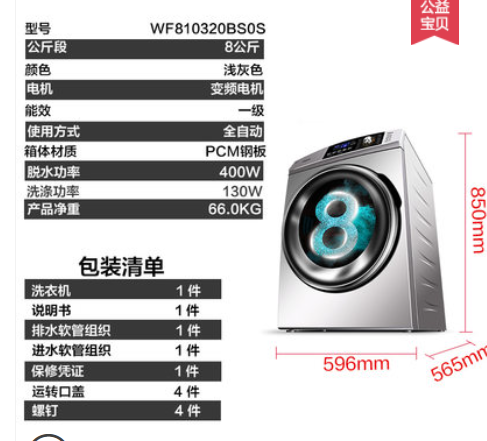 公益
宝贝
型号 WF810320BS0S
公斤段 8公斤
颜色 浅灰色
电机 变频电机
能效 一级
使用方式 全自动
箱体材质 PCM钢板
脱水功率 400W
洗涤功率 130W
产品净重 66.0KG
包装清单
洗衣机 1 件
说明书 1 件
排水软管组织 1 件
进水软管组织 1 件
保修凭证 1 件
运转口盖 4 件
螺钉 4 件
8
850mm
596mm
565mm